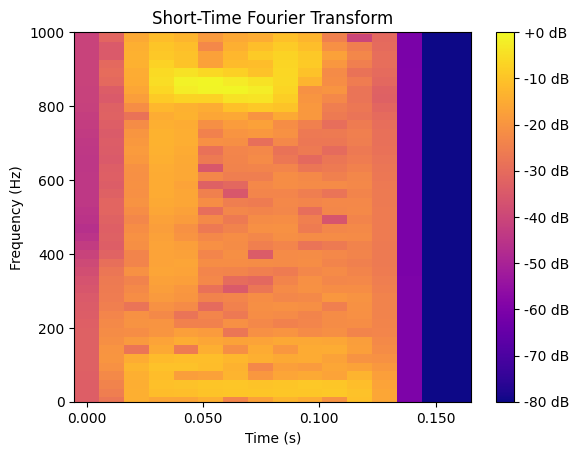 Short-Time Fourier Transform
1000
800
600
400
200
0
Frequency (Hz)
0.000
0.050
0.100
0.150
Time (s)
+0 dB
-10 dB
-20 dB
-30 dB
-40 dB
-50 dB
-60 dB
-70 dB
-80 dB